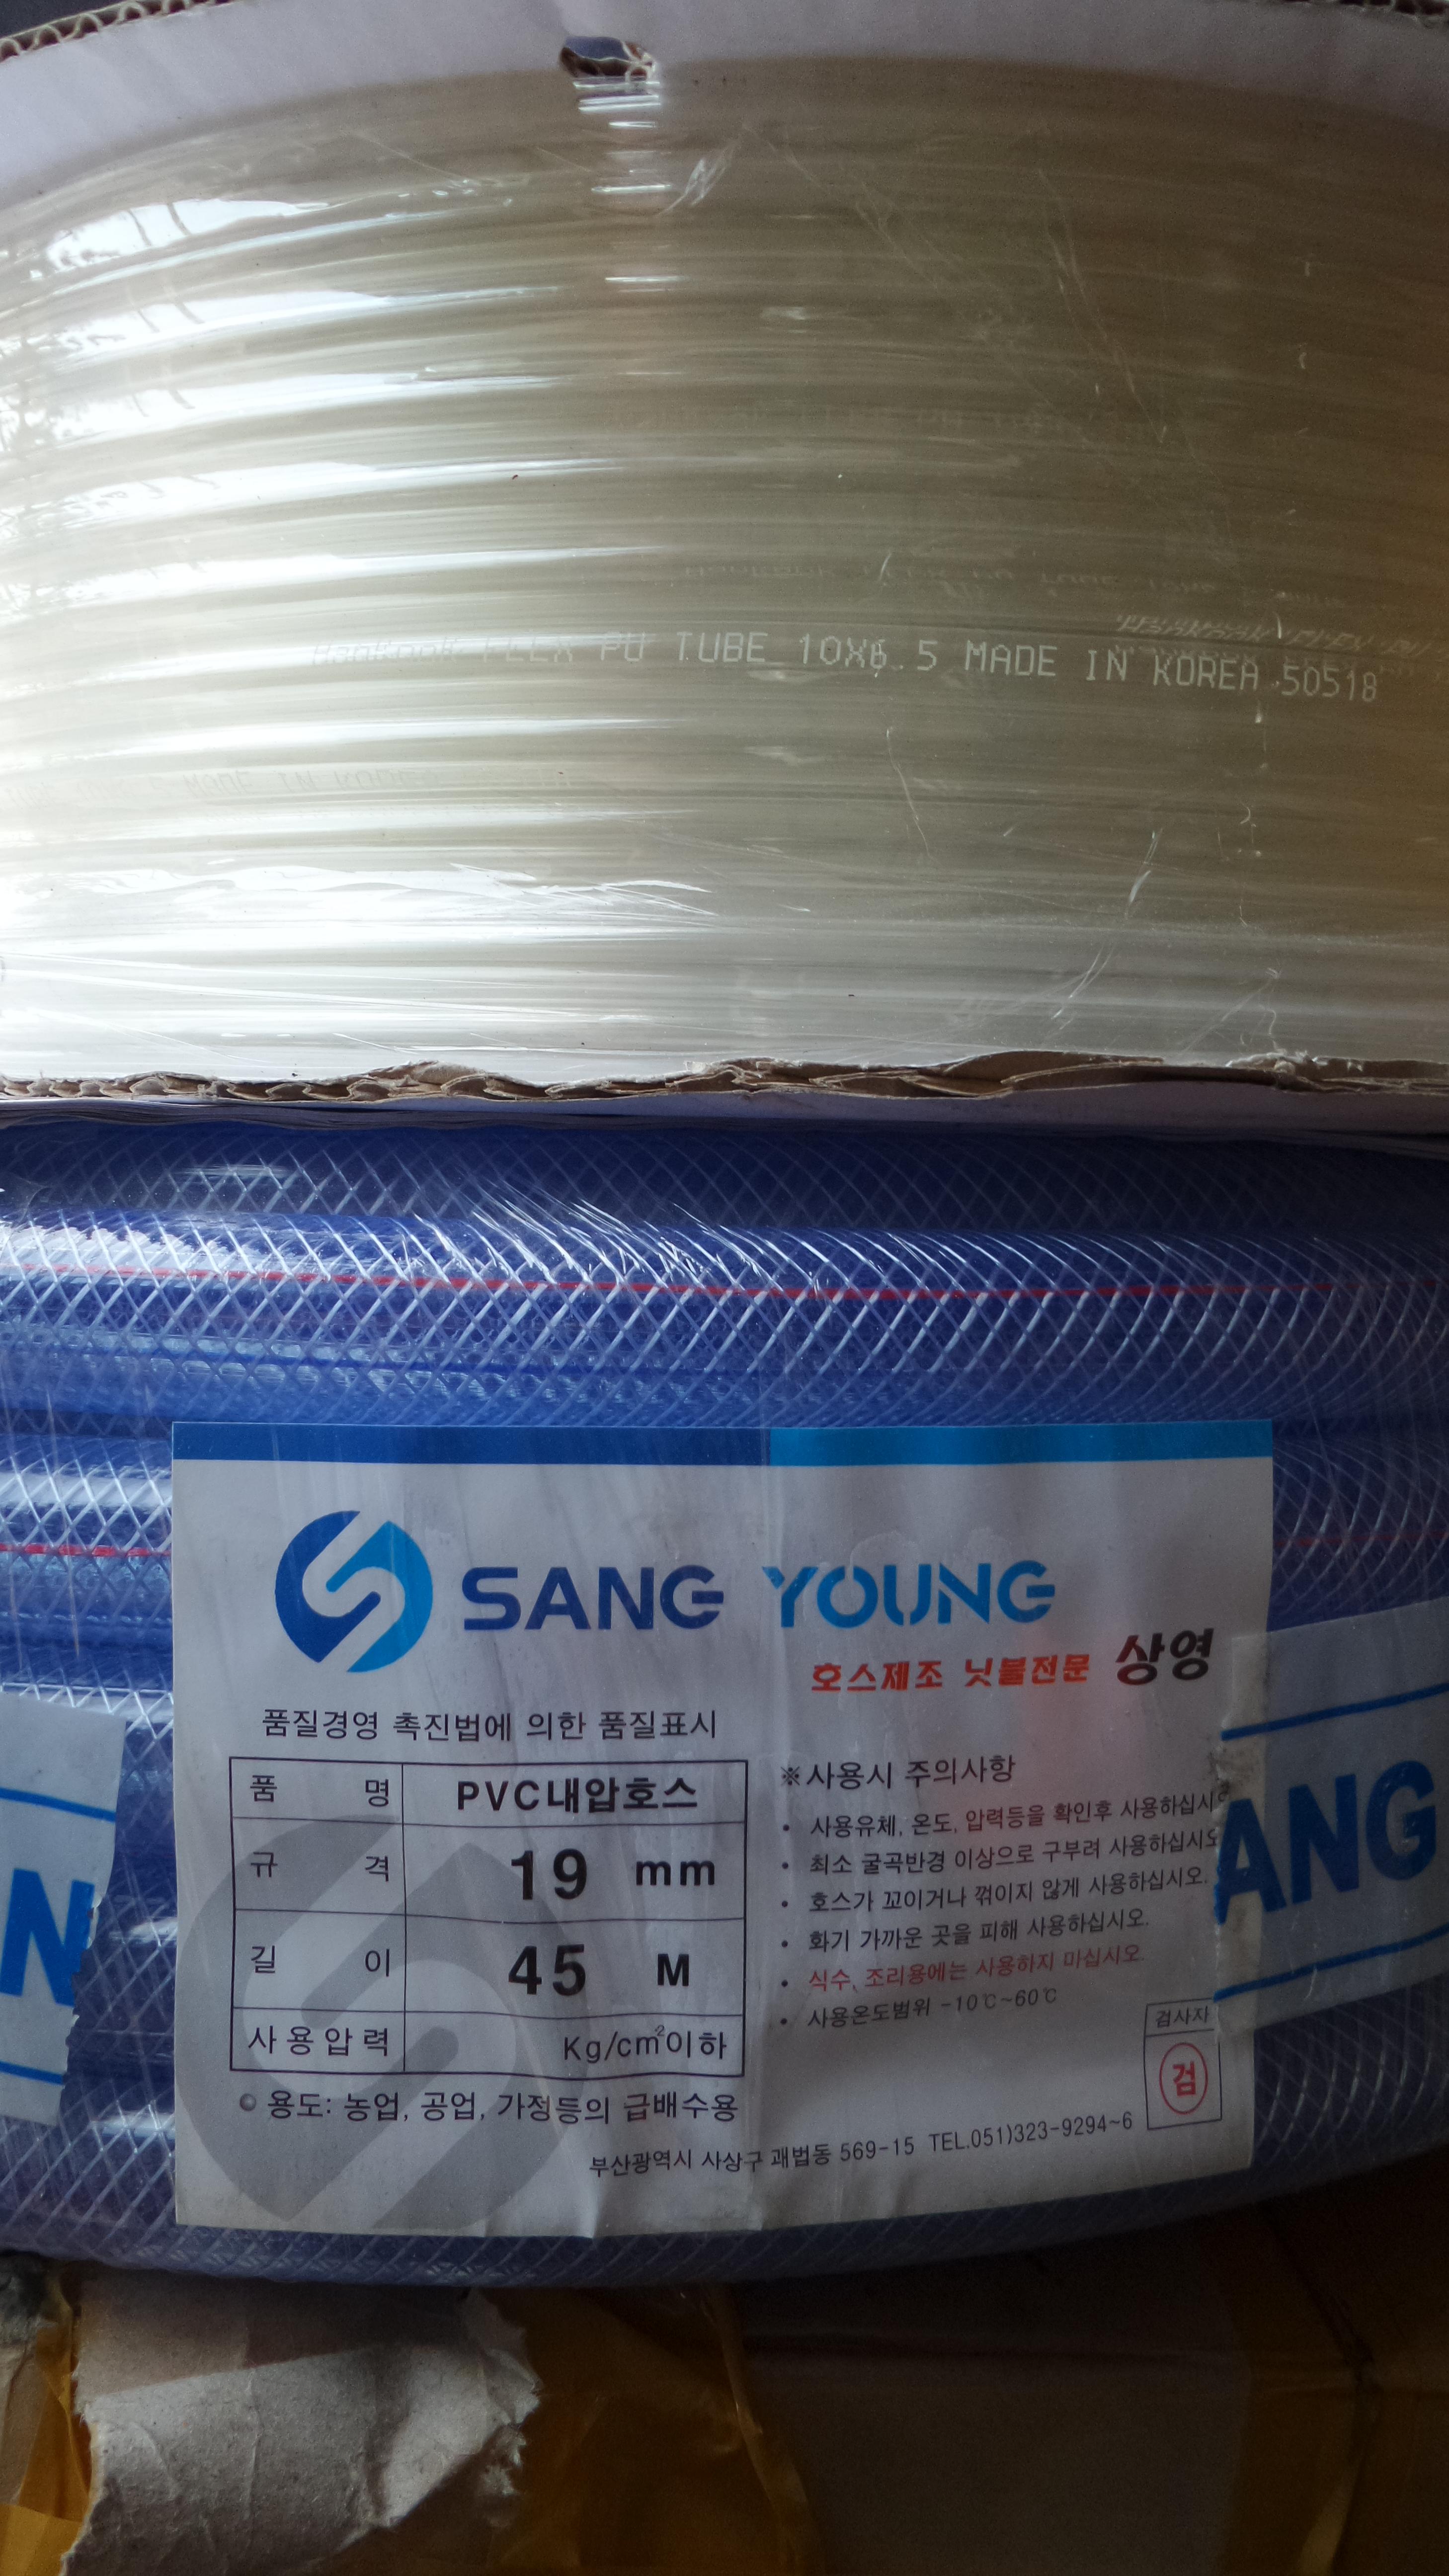 FLEX PU TUBE 10X6.5 MADE IN KOREA 50518
SANG YOUNG
호스제조 닛불전문 상영
품질경영 촉진법에 의한 품질표시
품 명 PVC내압호스
규 격 19 mm
길 이 45 M
사용압력 Kg/cm²이하
용도: 농업, 공업, 가정등의 급배수용
※사용시 주의사항
• 사용유체, 온도, 압력등을 확인후 사용하십시오
• 최소 굴곡반경 이상으로 구부려 사용하십시오
• 호스가 꼬이거나 꺾이지 않게 사용하십시오.
• 화기 가까운 곳을 피해 사용하십시오.
• 식수, 조리용에는 사용하지 마십시오.
• 사용온도범위 -10℃~60℃
검사자
검
부산광역시 사상구 괘법동 569-15 TEL.051)323-9294~6
N
ANG